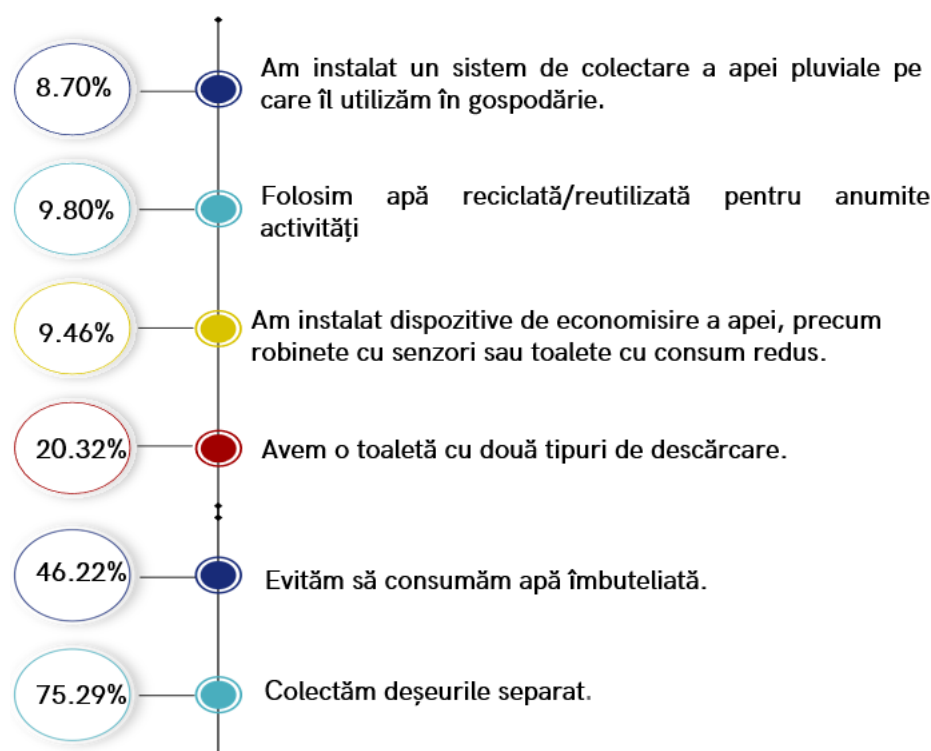 8.70%
Am instalat un sistem de colectare a apei pluviale pe
care îl utilizăm în gospodărie.
9.80%
Folosim apă reciclată/reutilizată pentru anumite
activități
9.46%
Am instalat dispozitive de economisire a apei, precum
robinete cu senzori sau toalete cu consum redus.
20.32%
Avem o toaletă cu două tipuri de descărcare.
46.22%
Evităm să consumăm apă îmbuteliată.
75.29%
Colectăm deșeurile separat.